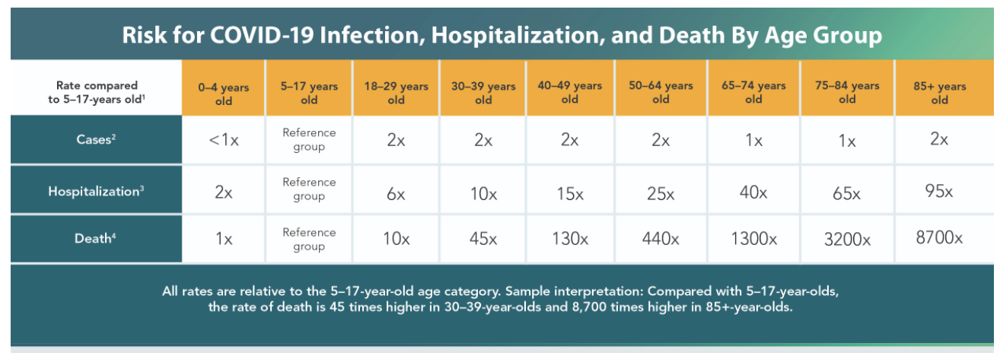 Risk for COVID-19 Infection, Hospitalization, and Death By Age Group
Rate compared
to 5–17-years old¹
0–4 years
old
5–17 years
old
18–29 years
old
30–39 years
old
40–49 years
old
50–64 years
old
65–74 years
old
75–84 years
old
85+ years
old
Cases²
<1x
Reference
group
2x
2x
2x
2x
1x
1x
2x
Hospitalization³
2x
Reference
group
6x
10x
15x
25x
40x
65x
95x
Death⁴
1x
Reference
group
10x
45x
130x
440x
1300x
3200x
8700x
All rates are relative to the 5–17-year-old age category. Sample interpretation: Compared with 5–17-year-olds,
the rate of death is 45 times higher in 30–39-year-olds and 8,700 times higher in 85+-year-olds.